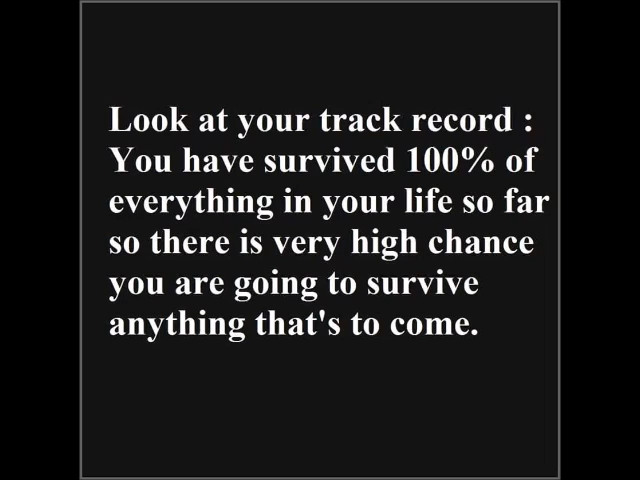 Look at your track record :
You have survived 100% of
everything in your life so far
so there is very high chance
you are going to survive
anything that's to come.